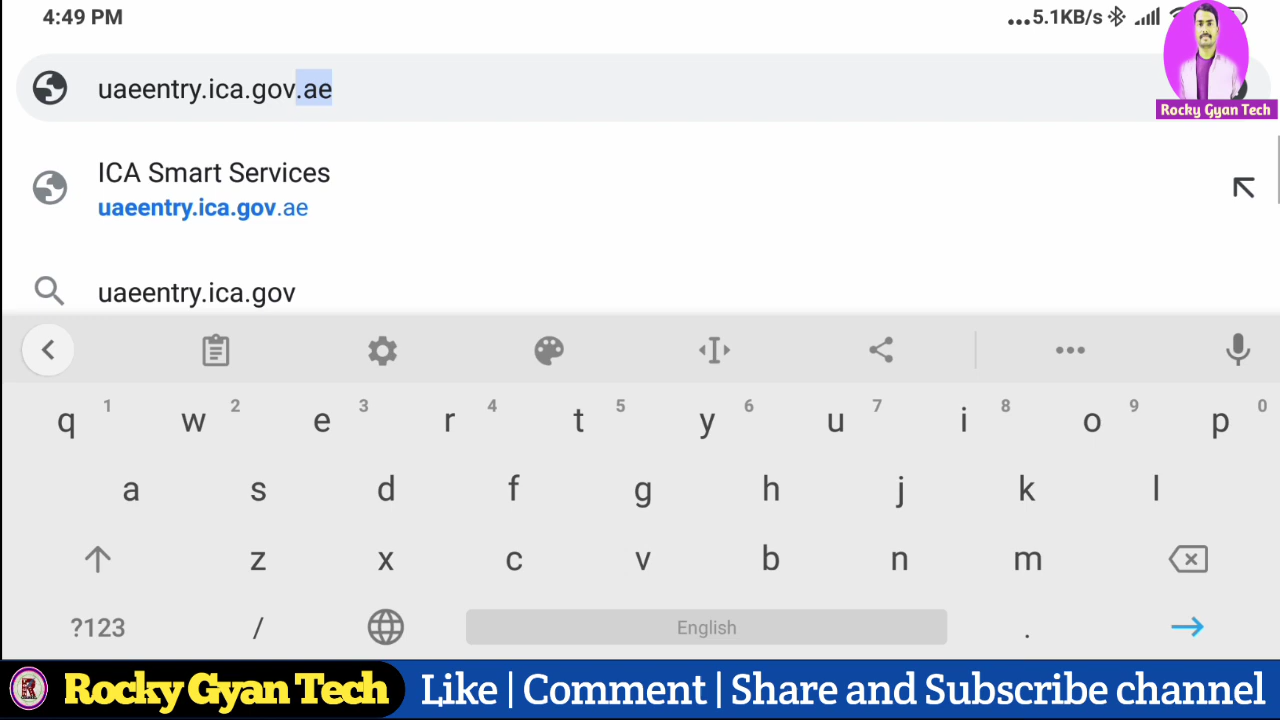 4:49 PM
...5.1KB/s
uaeentry.ica.gov.ae
Rocky Gyan Tech
ICA Smart Services
uaeentry.ica.gov.ae
uaeentry.ica.gov
q 1 w 2 e 3 r 4 t 5 y 6 u 7 i 8 o 9 p 0
a s d f g h j k l
z x c v b n m
?123 / English .
R Rocky Gyan Tech Like | Comment | Share and Subscribe channel